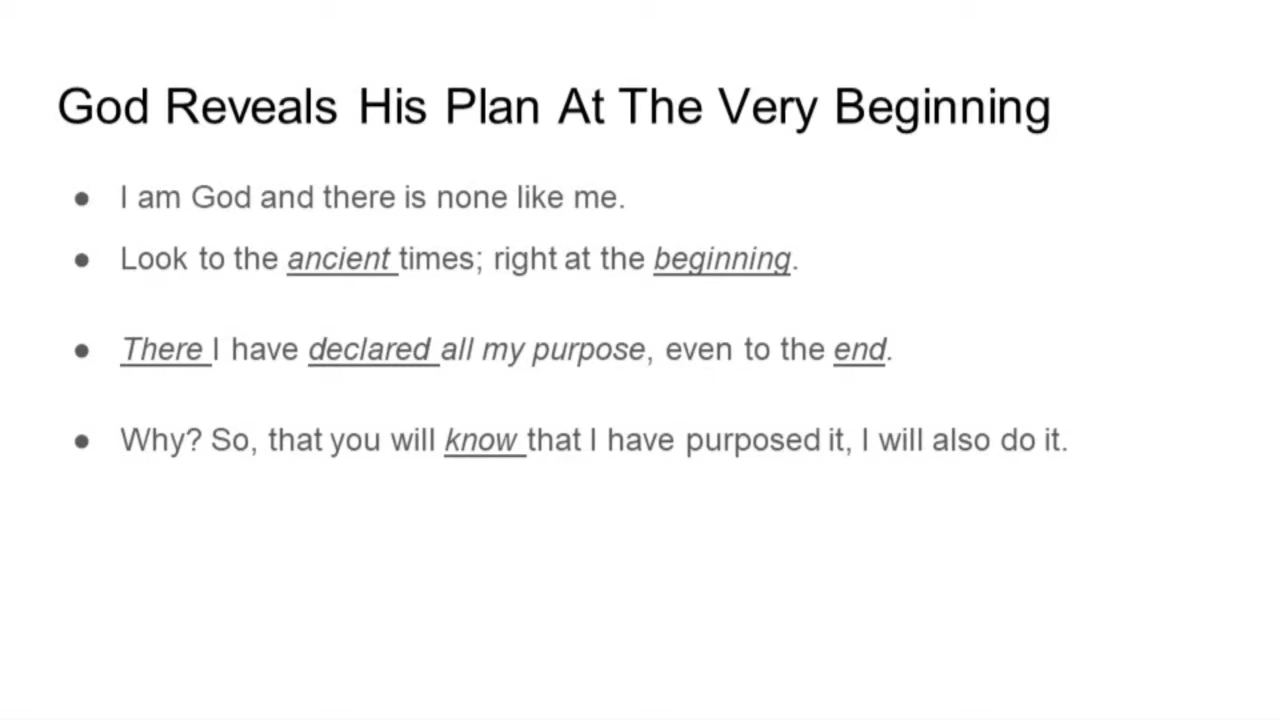 God Reveals His Plan At The Very Beginning
● I am God and there is none like me.
● Look to the ancient times; right at the beginning.
● There I have declared all my purpose, even to the end.
● Why? So, that you will know that I have purposed it, I will also do it.